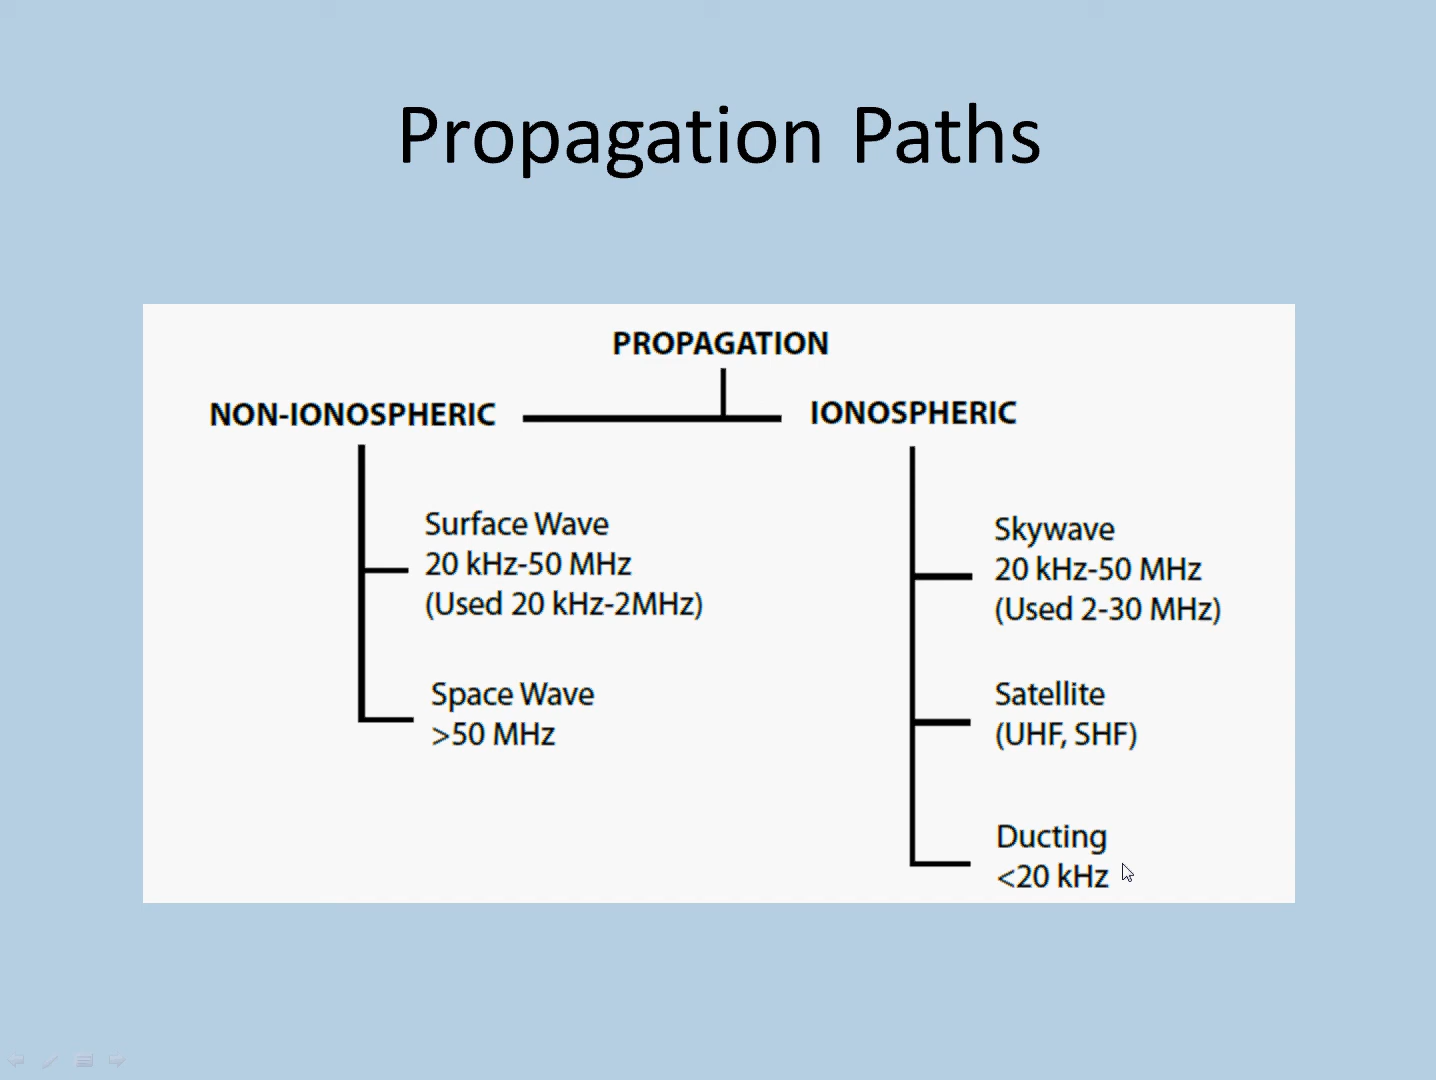 Propagation Paths
PROPAGATION
NON-IONOSPHERIC
IONOSPHERIC
Surface Wave
20 kHz-50 MHz
(Used 20 kHz-2MHz)
Space Wave
>50 MHz
Skywave
20 kHz-50 MHz
(Used 2-30 MHz)
Satellite
(UHF, SHF)
Ducting
<20 kHz